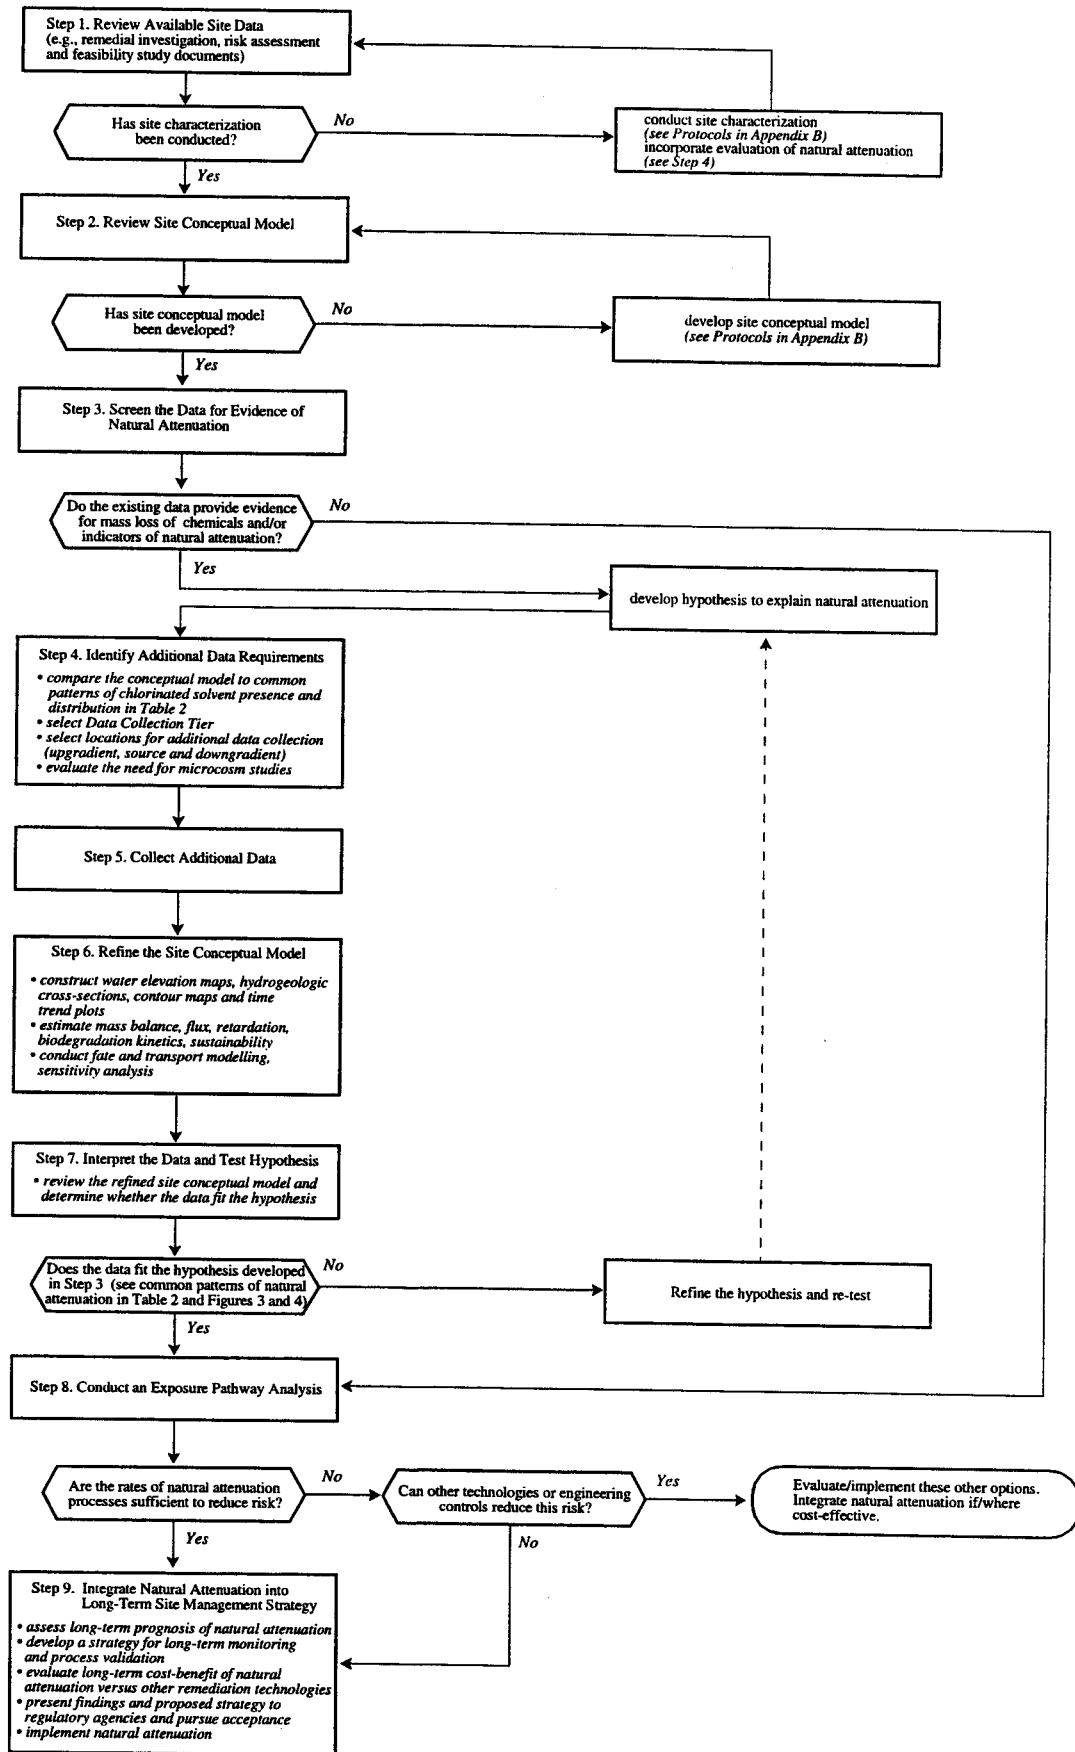 Step 1. Review Available Site Data
(e.g., remedial investigation, risk assessment
and feasibility study documents)
Has site characterization
been conducted?
No
conduct site characterization
(see Protocols in Appendix B)
incorporate evaluation of natural attenuation
(see Step 4)
Yes
Step 2. Review Site Conceptual Model
Has site conceptual model
been developed?
No
develop site conceptual model
(see Protocols in Appendix B)
Yes
Step 3. Screen the Data for Evidence of
Natural Attenuation
Do the existing data provide evidence
for mass loss of chemicals and/or
indicators of natural attenuation?
No
Yes
develop hypothesis to explain natural attenuation
Step 4. Identify Additional Data Requirements
• compare the conceptual model to common
patterns of chlorinated solvent presence and
distribution in Table 2
• select Data Collection Tier
• select locations for additional data collection
(upgradient, source and downgradient)
• evaluate the need for microcosm studies
Step 5. Collect Additional Data
Step 6. Refine the Site Conceptual Model
• construct water elevation maps, hydrogeologic
cross-sections, contour maps and time
trend plots
• estimate mass balance, flux, retardation,
biodegradation kinetics, sustainability
• conduct fate and transport modelling,
sensitivity analysis
Step 7. Interpret the Data and Test Hypothesis
• review the refined site conceptual model and
determine whether the data fit the hypothesis
Does the data fit the hypothesis developed
in Step 3 (see common patterns of natural
attenuation in Table 2 and Figures 3 and 4)
No
Refine the hypothesis and re-test
Yes
Step 8. Conduct an Exposure Pathway Analysis
Are the rates of natural attenuation
processes sufficient to reduce risk?
No
Can other technologies or engineering
controls reduce this risk?
Yes
Evaluate/implement these other options.
Integrate natural attenuation if/where
cost-effective.
Yes
No
Step 9. Integrate Natural Attenuation into
Long-Term Site Management Strategy
• assess long-term prognosis of natural attenuation
• develop a strategy for long-term monitoring
and process validation
• evaluate long-term cost-benefit of natural
attenuation versus other remediation technologies
• present findings and proposed strategy to
regulatory agencies and pursue acceptance
• implement natural attenuation